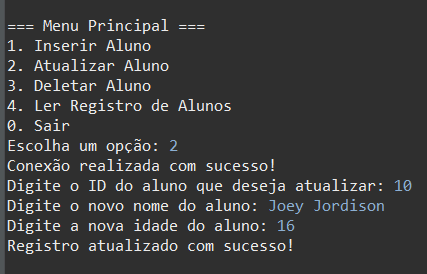 === Menu Principal ===
1. Inserir Aluno
2. Atualizar Aluno
3. Deletar Aluno
4. Ler Registro de Alunos
0. Sair
Escolha um opção: 2
Conexão realizada com sucesso!
Digite o ID do aluno que deseja atualizar: 10
Digite o novo nome do aluno: Joey Jordison
Digite a nova idade do aluno: 16
Registro atualizado com sucesso!